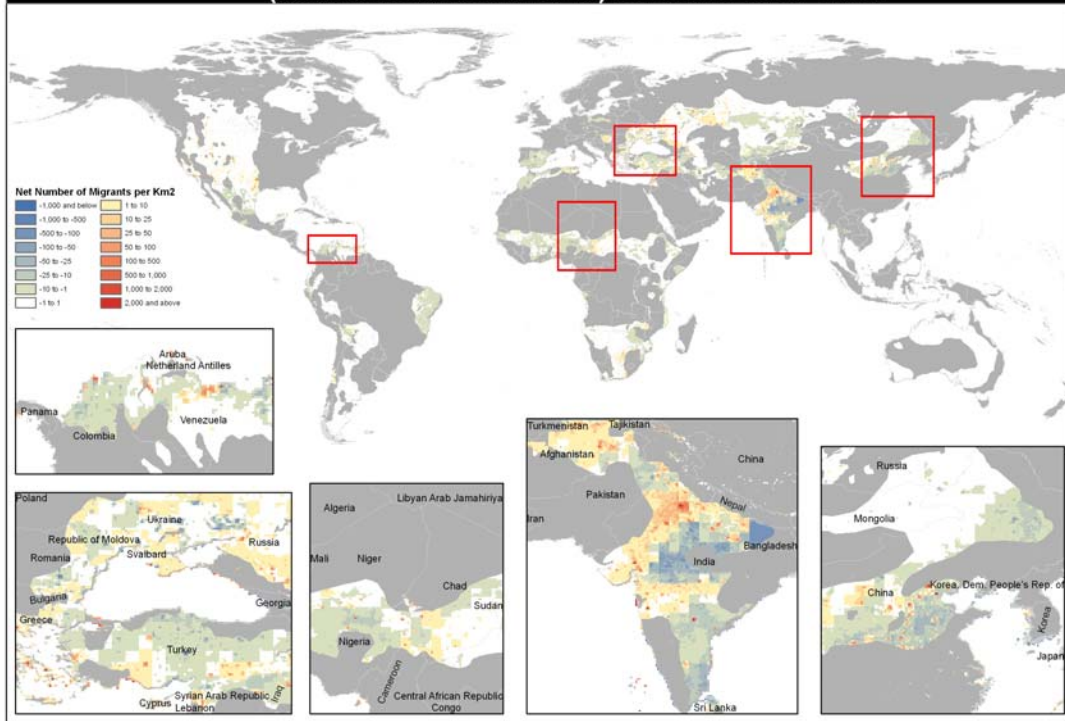 Net Number of Migrants per Km2
-1,000 and below
-1,000 to -500
-500 to -100
-100 to -50
-50 to -25
-25 to -10
-10 to -1
-1 to 1
1 to 10
10 to 25
25 to 50
50 to 100
100 to 500
500 to 1,000
1,000 to 2,000
2,000 and above
Aruba
Netherland Antilles
Panama
Venezuela
Colombia
Poland
Ukraine
Republic of Moldova
Russia
Svalbard
Romania
Bulgaria
Georgia
Greece
Turkey
Syrian Arab Republic
Iraq
Cyprus
Lebanon
Libyan Arab Jamahiriya
Algeria
Mali
Niger
Chad
Sudan
Nigeria
Cameroon
Central African Republic
Congo
Turkmenistan
Tajikistan
Afghanistan
China
Pakistan
Nepal
Iran
Bangladesh
India
Sri Lanka
Russia
Mongolia
Korea, Dem. People's Rep. of
China
Korea
Japan